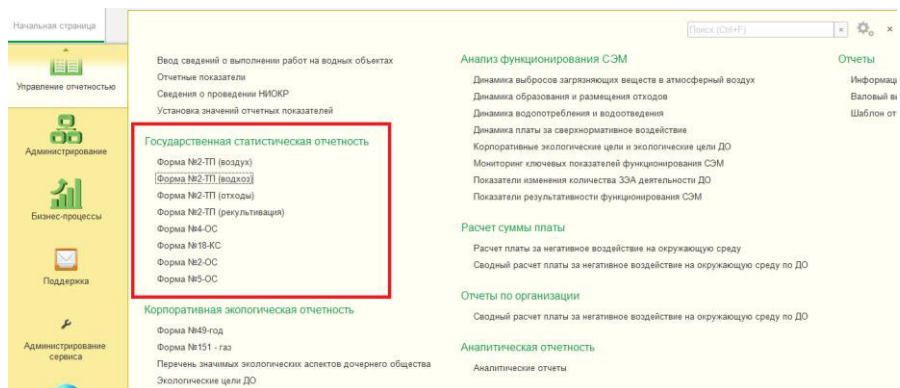 Начальная страница
Поиск (Ctrl+F)
Управление отчетностью
Администрирование
Бизнес-процессы
Поддержка
Администрирование
сервиса
Ввод сведений о выполнении работ на водных объектах
Отчетные показатели
Сведения о проведении НИОКР
Установка значений отчетных показателей
Государственная статистическая отчетность
Форма №2-ТП (воздух)
Форма №2-ТП (водхоз)
Форма №2-ТП (отходы)
Форма №2-ТП (рекультивация)
Форма №4-ОС
Форма №18-КС
Форма №2-ОС
Форма №5-ОС
Корпоративная экологическая отчетность
Форма №49-год
Форма №151 - газ
Перечень значимых экологических аспектов дочернего общества
Экологические цели ДО
Анализ функционирования СЭМ
Динамика выбросов загрязняющих веществ в атмосферный воздух
Динамика образования и размещения отходов
Динамика водопотребления и водоотведения
Динамика платы за сверхнормативное воздействие
Корпоративные экологические цели и экологические цели ДО
Мониторинг ключевых показателей функционирования СЭМ
Показатели изменения количества ЗЭА деятельности ДО
Показатели результативности функционирования СЭМ
Расчет суммы платы
Расчет платы за негативное воздействие на окружающую среду
Сводный расчет платы за негативное воздействие на окружающую среду по ДО
Отчеты по организации
Сводный расчет платы за негативное воздействие на окружающую среду по ДО
Аналитическая отчетность
Аналитические отчеты
Отчеты
Информаци
Валовый в
Шаблон от